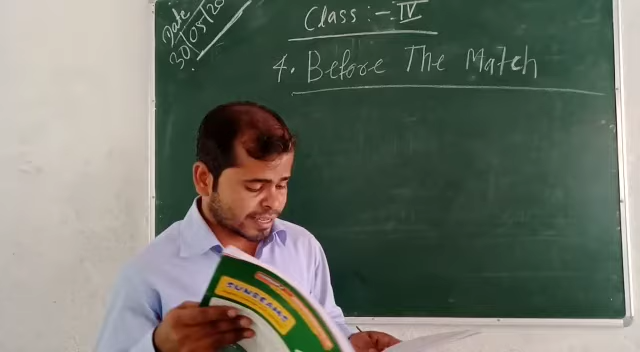 Date
30/05/20
Class :- IV
4. Before The Match
SUNBEAMS